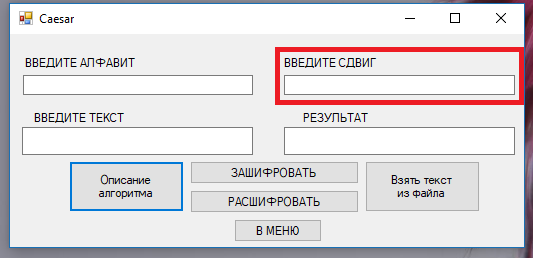 Caesar
ВВЕДИТЕ АЛФАВИТ
ВВЕДИТЕ СДВИГ
ВВЕДИТЕ ТЕКСТ
РЕЗУЛЬТАТ
Описание
алгоритма
ЗАШИФРОВАТЬ
РАСШИФРОВАТЬ
Взять текст
из файла
В МЕНЮ